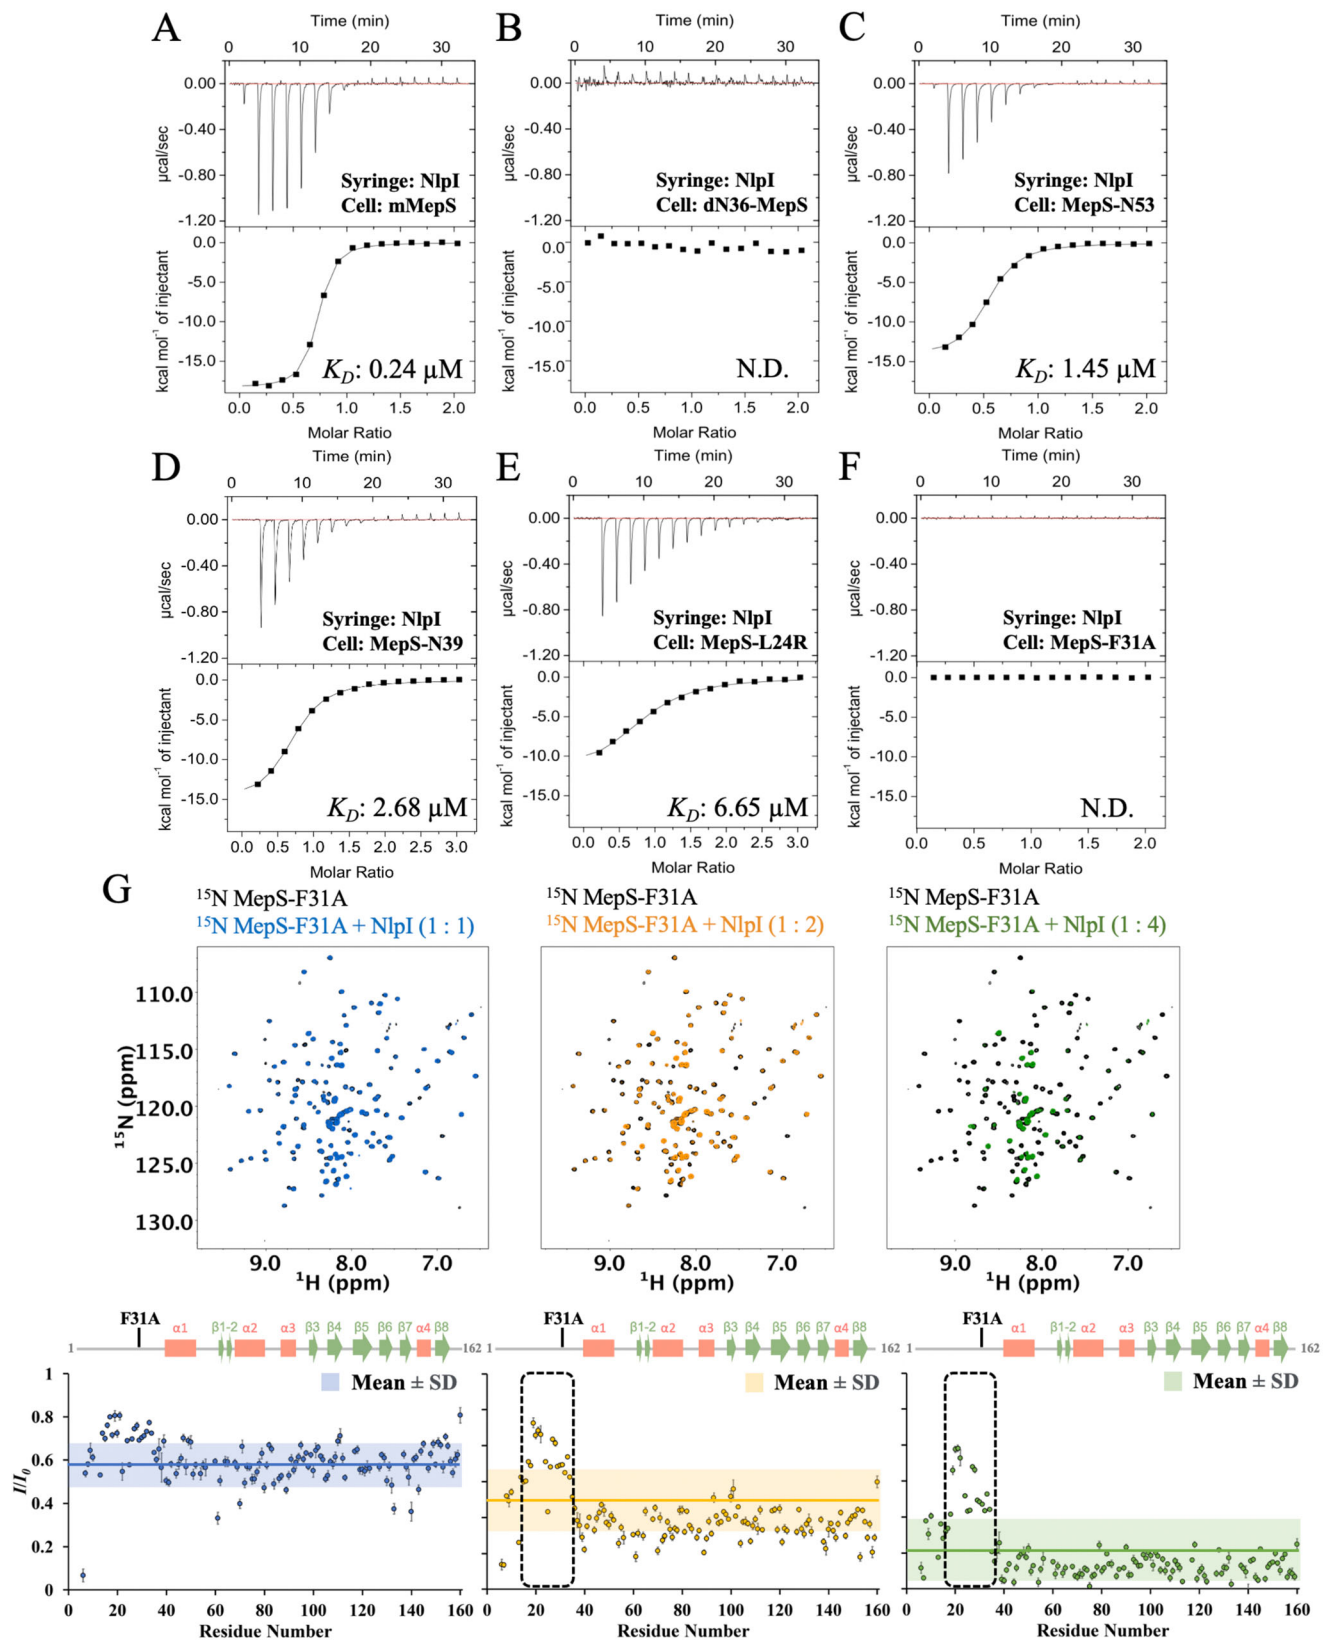 A
Time (min)
0 10 20 30
0.00
-0.40
-0.80
-1.20
µcal/sec
Syringe: NlpI
Cell: mMepS
0.0
-5.0
-10.0
-15.0
kcal mol⁻¹ of injectant
K_D: 0.24 µM
0.0 0.5 1.0 1.5 2.0
Molar Ratio
B
Time (min)
0 10 20 30
0.00
-0.40
-0.80
-1.20
µcal/sec
Syringe: NlpI
Cell: dN36-MepS
0.0
-5.0
-10.0
-15.0
kcal mol⁻¹ of injectant
N.D.
0.0 0.5 1.0 1.5 2.0
Molar Ratio
C
Time (min)
0 10 20 30
0.00
-0.40
-0.80
-1.20
µcal/sec
Syringe: NlpI
Cell: MepS-N53
0.0
-5.0
-10.0
-15.0
kcal mol⁻¹ of injectant
K_D: 1.45 µM
0.0 0.5 1.0 1.5 2.0
Molar Ratio
D
Time (min)
0 10 20 30
0.00
-0.40
-0.80
-1.20
µcal/sec
Syringe: NlpI
Cell: MepS-N39
0.0
-5.0
-10.0
-15.0
kcal mol⁻¹ of injectant
K_D: 2.68 µM
0.0 0.5 1.0 1.5 2.0 2.5 3.0
Molar Ratio
E
Time (min)
0 10 20 30
0.00
-0.40
-0.80
-1.20
µcal/sec
Syringe: NlpI
Cell: MepS-L24R
0.0
-5.0
-10.0
-15.0
kcal mol⁻¹ of injectant
K_D: 6.65 µM
0.0 0.5 1.0 1.5 2.0 2.5 3.0
Molar Ratio
F
Time (min)
0 10 20 30
0.00
-0.40
-0.80
-1.20
µcal/sec
Syringe: NlpI
Cell: MepS-F31A
0.0
-5.0
-10.0
-15.0
kcal mol⁻¹ of injectant
N.D.
0.0 0.5 1.0 1.5 2.0
Molar Ratio
G
¹⁵N MepS-F31A
¹⁵N MepS-F31A + NlpI (1 : 1)
¹⁵N MepS-F31A
¹⁵N MepS-F31A + NlpI (1 : 2)
¹⁵N MepS-F31A
¹⁵N MepS-F31A + NlpI (1 : 4)
110.0
115.0
120.0
125.0
130.0
¹⁵N (ppm)
9.0 8.0 7.0
¹H (ppm)
9.0 8.0 7.0
¹H (ppm)
9.0 8.0 7.0
¹H (ppm)
F31A
1 α1 β1-2 α2 α3 β3 β4 β5 β6 β7 α4 β8 162
F31A
1 α1 β1-2 α2 α3 β3 β4 β5 β6 β7 α4 β8 162
F31A
1 α1 β1-2 α2 α3 β3 β4 β5 β6 β7 α4 β8 162
Mean ± SD
Mean ± SD
Mean ± SD
1
0.8
0.6
0.4
0.2
0
I/I₀
0 20 40 60 80 100 120 140 160
Residue Number
0 20 40 60 80 100 120 140 160
Residue Number
0 20 40 60 80 100 120 140 160
Residue Number